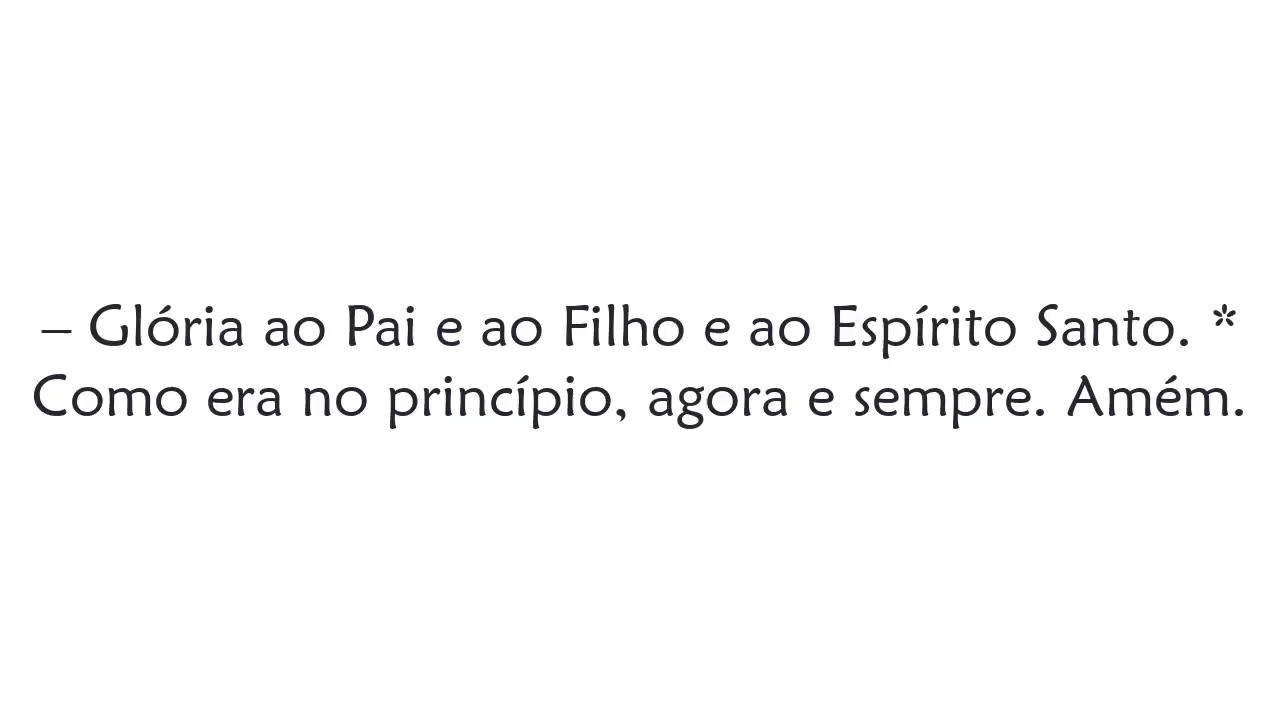 – Glória ao Pai e ao Filho e ao Espírito Santo. *
Como era no princípio, agora e sempre. Amém.